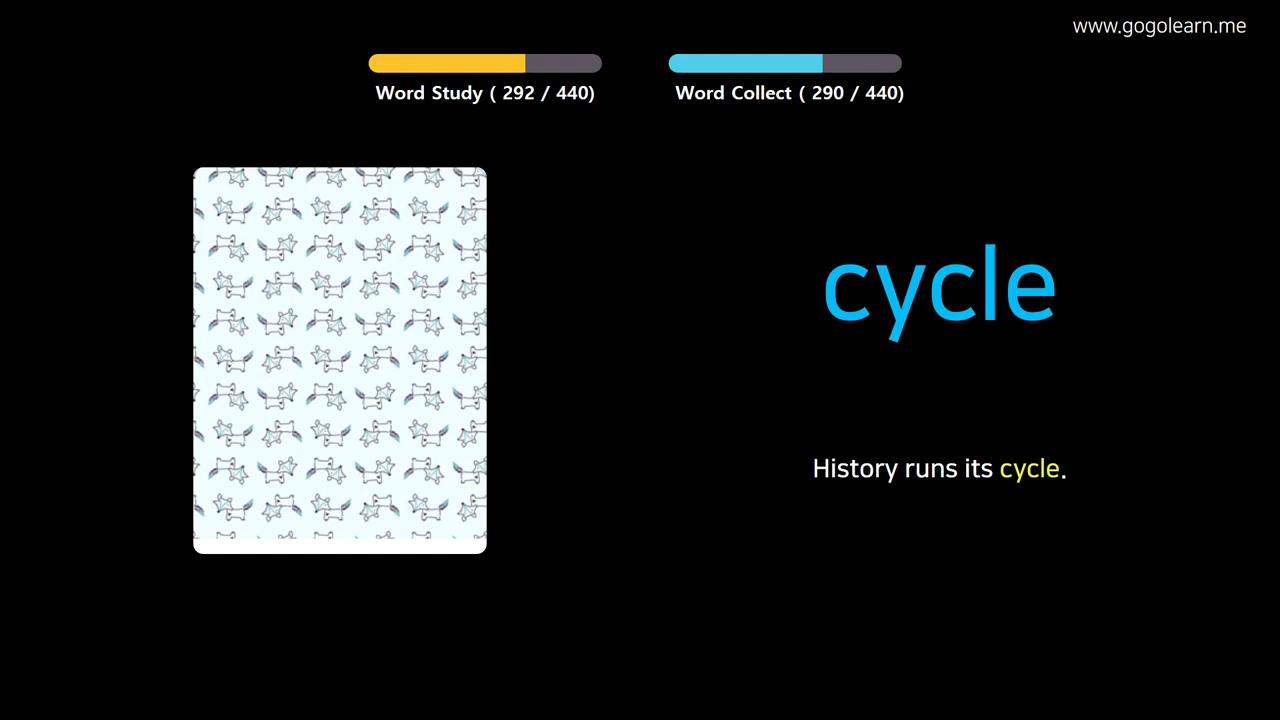 www.gogolearn.me
Word Study ( 292 / 440)
Word Collect ( 290 / 440)
cycle
History runs its cycle.